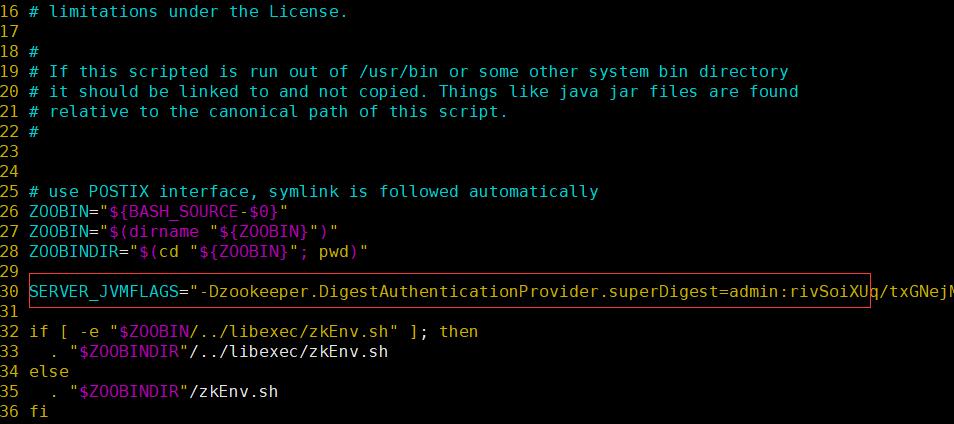 16 # limitations under the License.
17
18 #
19 # If this scripted is run out of /usr/bin or some other system bin directory
20 # it should be linked to and not copied. Things like java jar files are found
21 # relative to the canonical path of this script.
22 #
23
24
25 # use POSTIX interface, symlink is followed automatically
26 ZOOBIN="${BASH_SOURCE-$0}"
27 ZOOBIN="$(dirname "${ZOOBIN}")"
28 ZOOBINDIR="$(cd "${ZOOBIN}"; pwd)"
29
30 SERVER_JVMFLAGS="-Dzookeeper.DigestAuthenticationProvider.superDigest=admin:rivSoiXUq/txGNejM
31
32 if [ -e "$ZOOBIN/../libexec/zkEnv.sh" ]; then
33   . "$ZOOBINDIR"/../libexec/zkEnv.sh
34 else
35   . "$ZOOBINDIR"/zkEnv.sh
36 fi